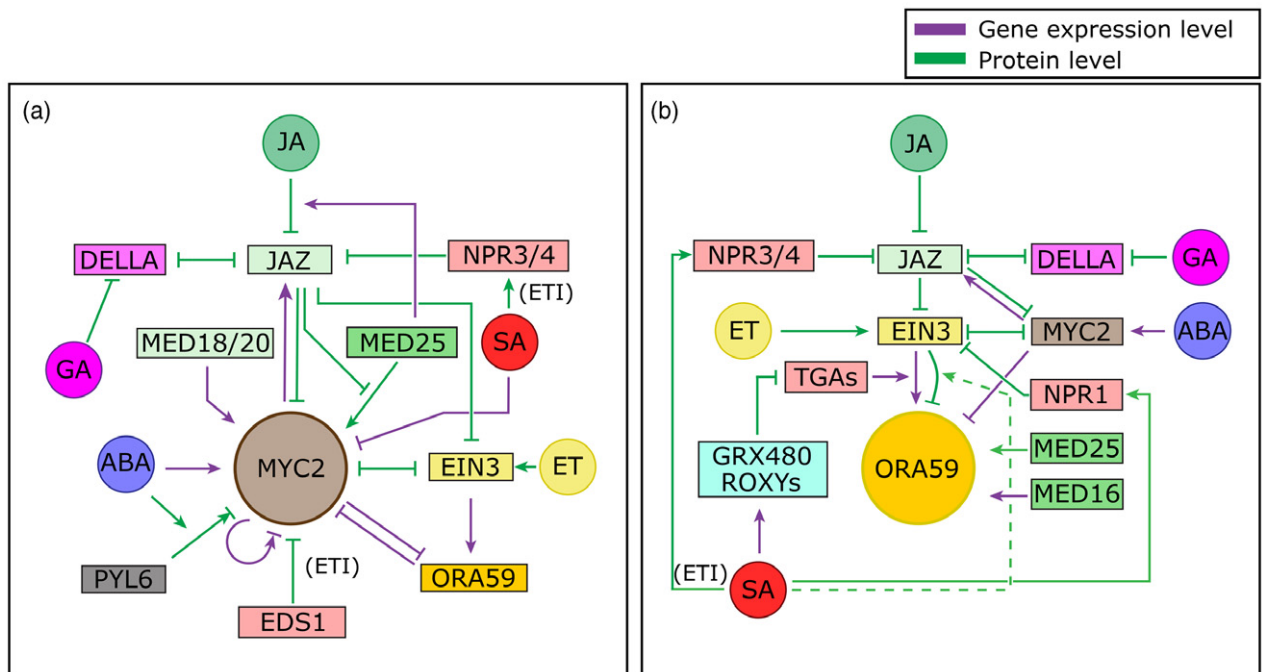 Gene expression level
Protein level
(a)
JA
DELLA
JAZ
NPR3/4
(ETI)
GA
MED18/20
MED25
SA
ABA
MYC2
EIN3
ET
PYL6
(ETI)
ORA59
EDS1
(b)
JA
NPR3/4
JAZ
DELLA
GA
ET
EIN3
MYC2
ABA
TGAs
NPR1
GRX480
ROXYs
ORA59
MED25
MED16
(ETI)
SA